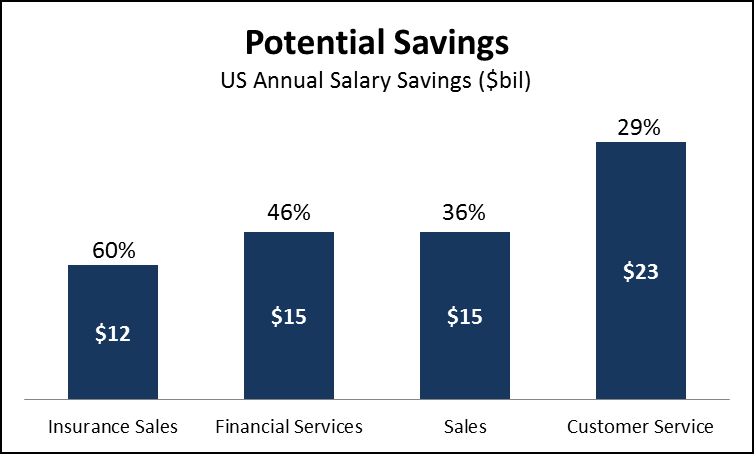 Potential Savings
US Annual Salary Savings ($bil)
60%
46%
36%
29%
$12
$15
$15
$23
Insurance Sales
Financial Services
Sales
Customer Service